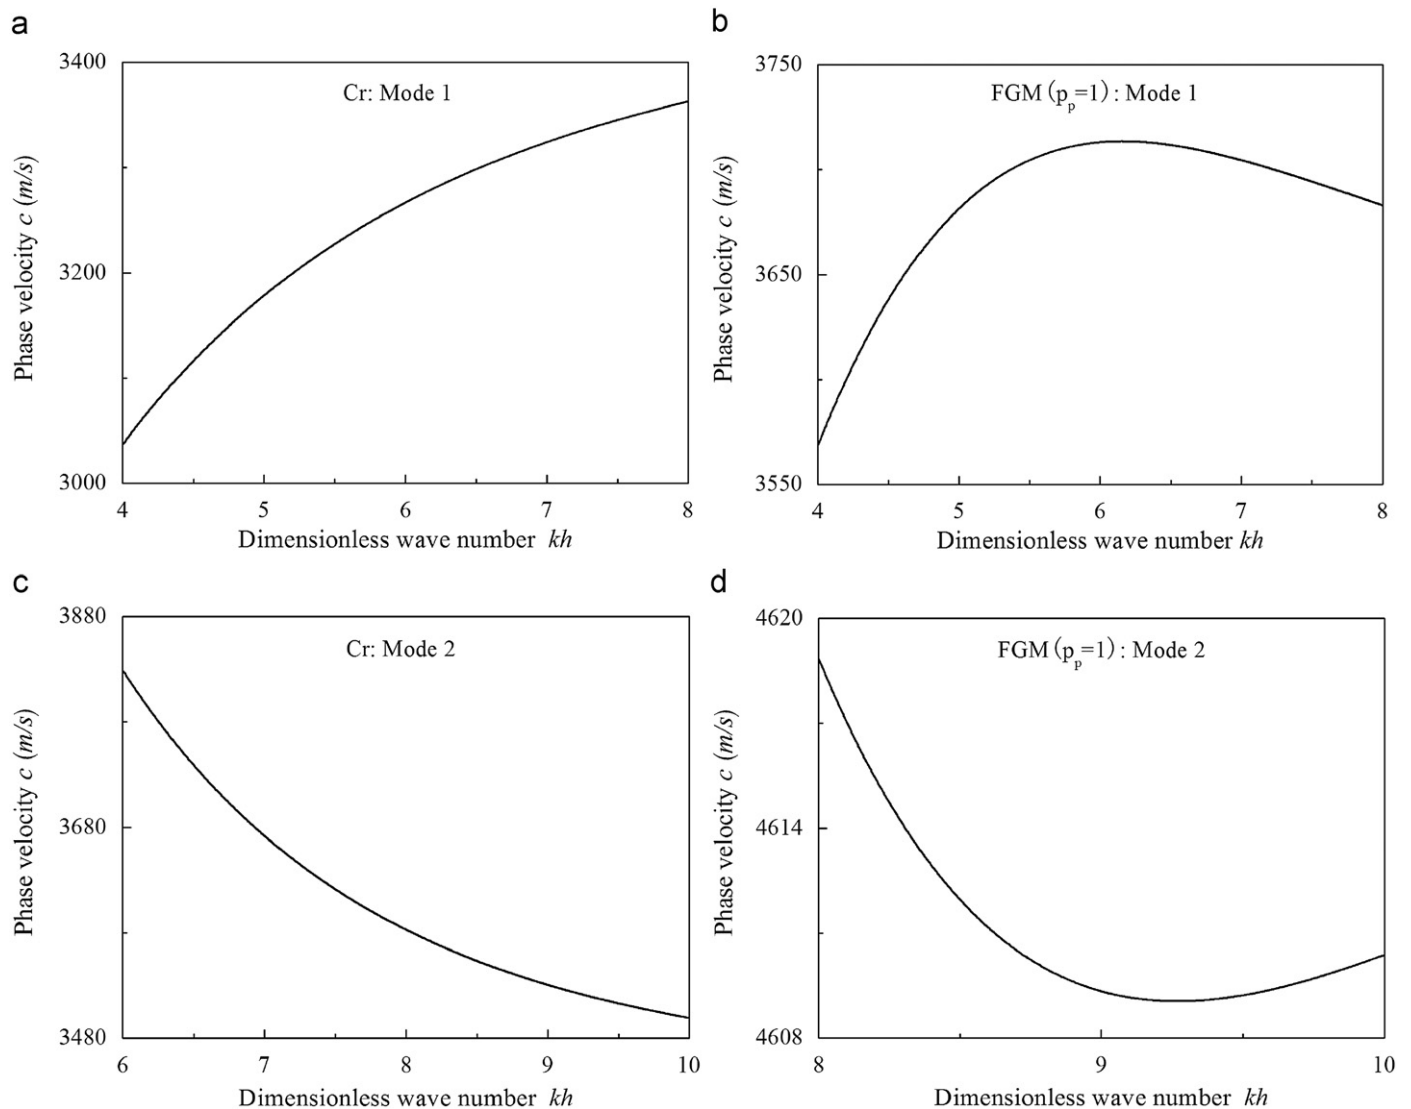 a
3400
3200
3000
Phase velocity c (m/s)
Cr: Mode 1
4 5 6 7 8
Dimensionless wave number kh
b
3750
3650
3550
Phase velocity c (m/s)
FGM (pp=1) : Mode 1
4 5 6 7 8
Dimensionless wave number kh
c
3880
3680
3480
Phase velocity c (m/s)
Cr: Mode 2
6 7 8 9 10
Dimensionless wave number kh
d
4620
4614
4608
Phase velocity c (m/s)
FGM (pp=1) : Mode 2
8 9 10
Dimensionless wave number kh